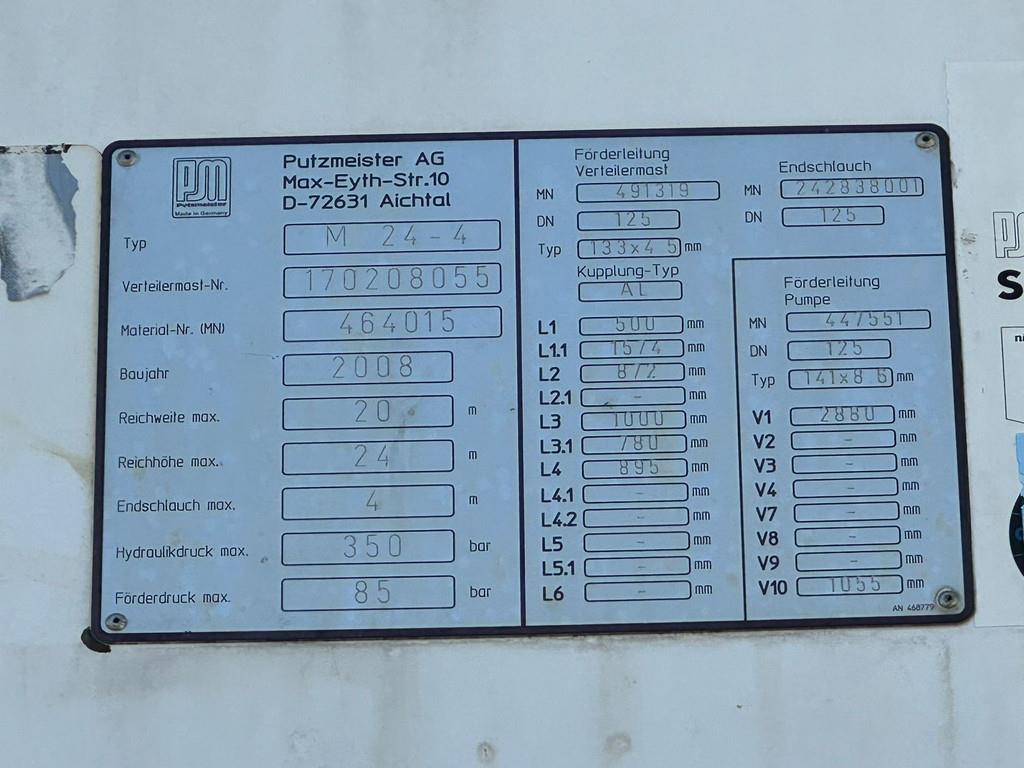 PM
Putzmeister
Made in Germany
Putzmeister AG
Max-Eyth-Str.10
D-72631 Aichtal
Typ M 24-4
Verteilermast-Nr. 170208055
Material-Nr. (MN) 464015
Baujahr 2008
Reichweite max. 20 m
Reichhöhe max. 24 m
Endschlauch max. 4 m
Hydraulikdruck max. 350 bar
Förderdruck max. 85 bar
Förderleitung
Verteilermast
MN 491319
DN 125
Typ 133x4 5 mm
Kupplung-Typ
AL
L1 500 mm
L1.1 1574 mm
L2 872 mm
L2.1 - mm
L3 1000 mm
L3.1 780 mm
L4 895 mm
L4.1 - mm
L4.2 - mm
L5 - mm
L5.1 - mm
L6 - mm
Endschlauch
MN 242838001
DN 125
Förderleitung
Pumpe
MN 447551
DN 125
Typ 141x8 6 mm
V1 2880 mm
V2 - mm
V3 - mm
V4 - mm
V7 - mm
V8 - mm
V9 - mm
V10 1055 mm
AN 468779